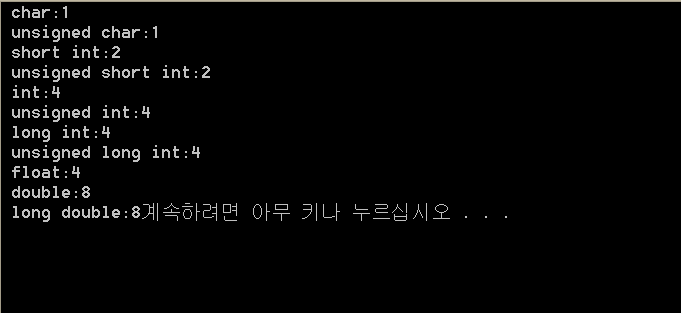 char:1
unsigned char:1
short int:2
unsigned short int:2
int:4
unsigned int:4
long int:4
unsigned long int:4
float:4
double:8
long double:8계속하려면 아무 키나 누르십시오 . . .